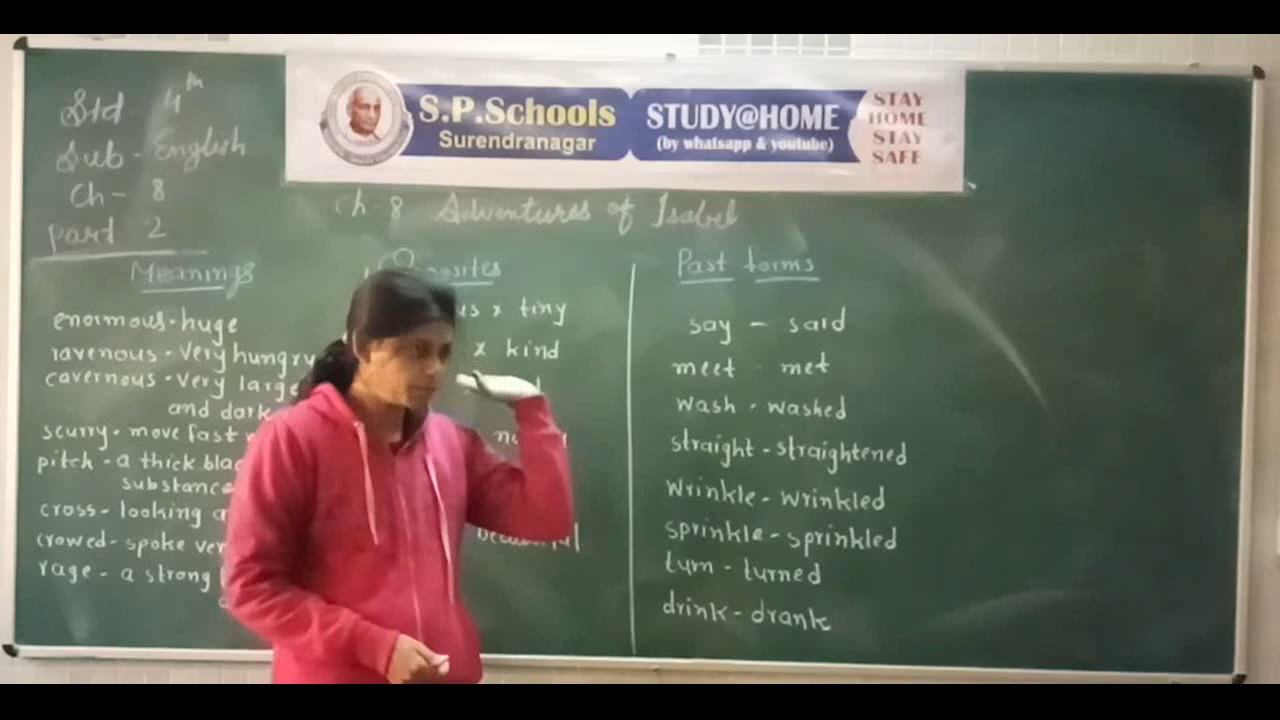 Std - 4th
Sub - English
Ch - 8
part 2
S.P.Schools
Surendranagar
STUDY@HOME
(by whatsapp & youtube)
STAY
HOME
STAY
SAFE
Ch-8 Adventures of Isabel
Meanings
enormous - huge
ravenous - very hungry
cavernous - very large
and dark
scurry - move fast
pitch - a thick
substance
cross - looking
crowed - spoke
rage - a strong
x tiny
x kind
Past forms
say - said
meet - met
wash - washed
straight - straightened
wrinkle - wrinkled
sprinkle - sprinkled
turn - turned
drink - drank